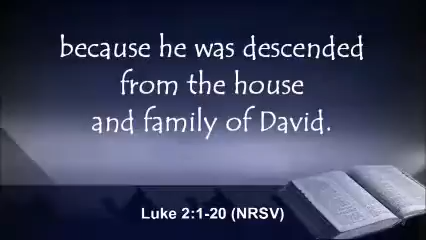 because he was descended
from the house
and family of David.
Luke 2:1-20 (NRSV)